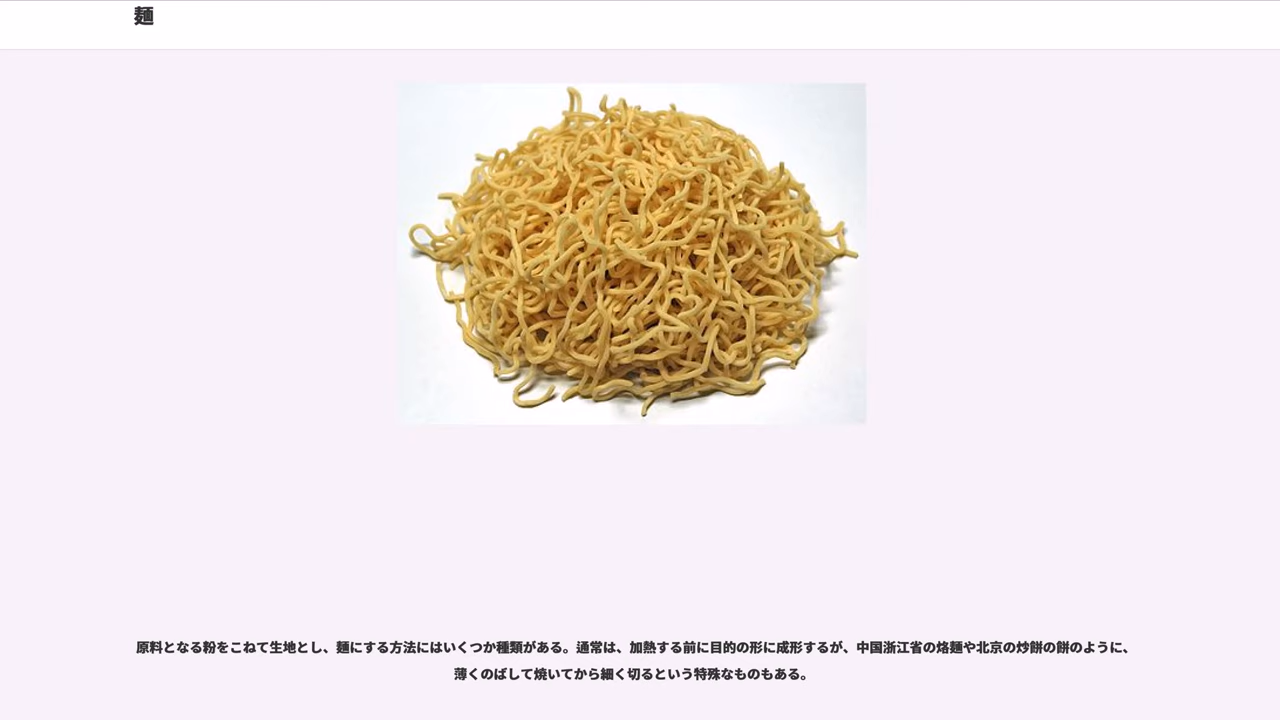 麺
原料となる粉をこねて生地とし、麺にする方法にはいくつか種類がある。通常は、加熱する前に目的の形に成形するが、中国浙江省の烙麺や北京の炒餅の餅のように、
薄くのばして焼いてから細く切るという特殊なものもある。